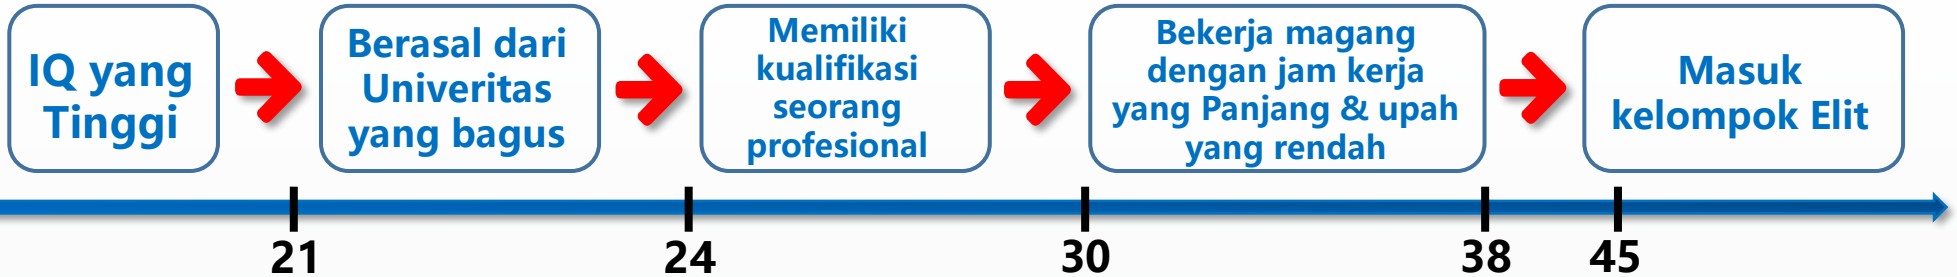 IQ yang
Tinggi
Berasal dari
Univeritas
yang bagus
Memiliki
kualifikasi
seorang
profesional
Bekerja magang
dengan jam kerja
yang Panjang & upah
yang rendah
Masuk
kelompok Elit
21
24
30
38
45